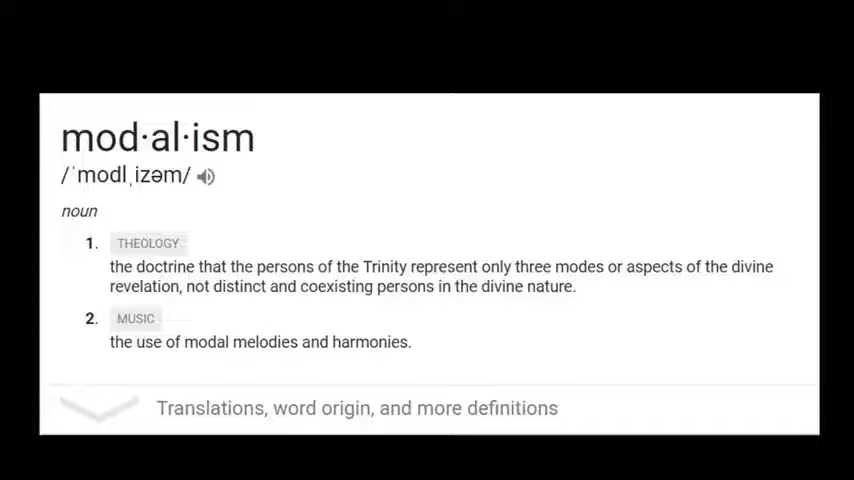 mod·al·ism
/ˈmodlˌizəm/
noun
1. THEOLOGY
the doctrine that the persons of the Trinity represent only three modes or aspects of the divine
revelation, not distinct and coexisting persons in the divine nature.
2. MUSIC
the use of modal melodies and harmonies.
Translations, word origin, and more definitions